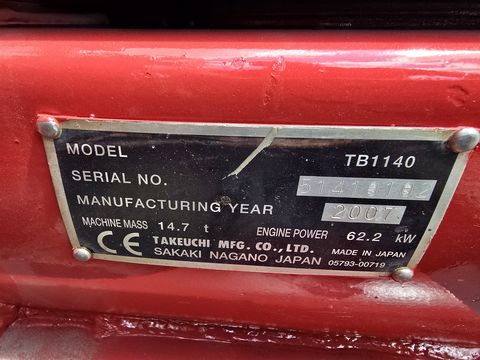 MODEL TB1140
SERIAL NO.
MANUFACTURING YEAR 2007
MACHINE MASS 14.7 t ENGINE POWER 62.2 kW
CE TAKEUCHI MFG. CO., LTD. MADE IN JAPAN
SAKAKI NAGANO JAPAN 05793-00719